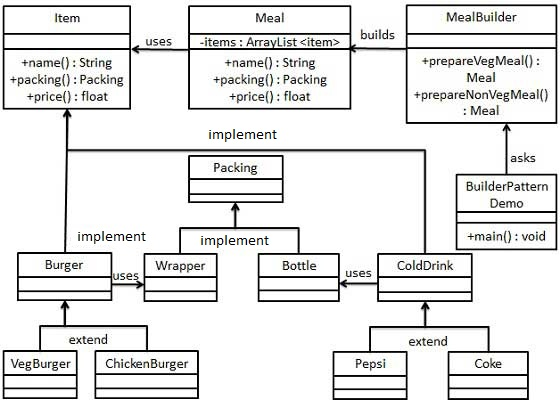 Item
+name() : String
+packing() : Packing
+price() : float
uses
Meal
-items : ArrayList <item>
+name() : String
+packing() : Packing
+price() : float
builds
MealBuilder
+prepareVegMeal() :
Meal
+prepareNonVegMeal()
: Meal
implement
asks
Packing
BuilderPattern
Demo
+main() : void
implement
implement
Burger
uses
Wrapper
Bottle
uses
ColdDrink
extend
extend
VegBurger
ChickenBurger
Pepsi
Coke